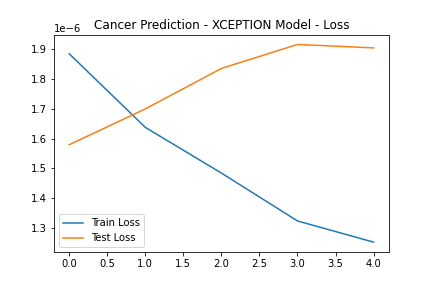 Cancer Prediction - XCEPTION Model - Loss
1e-6
1.9
1.8
1.7
1.6
1.5
1.4
1.3
Train Loss
Test Loss
0.0 0.5 1.0 1.5 2.0 2.5 3.0 3.5 4.0